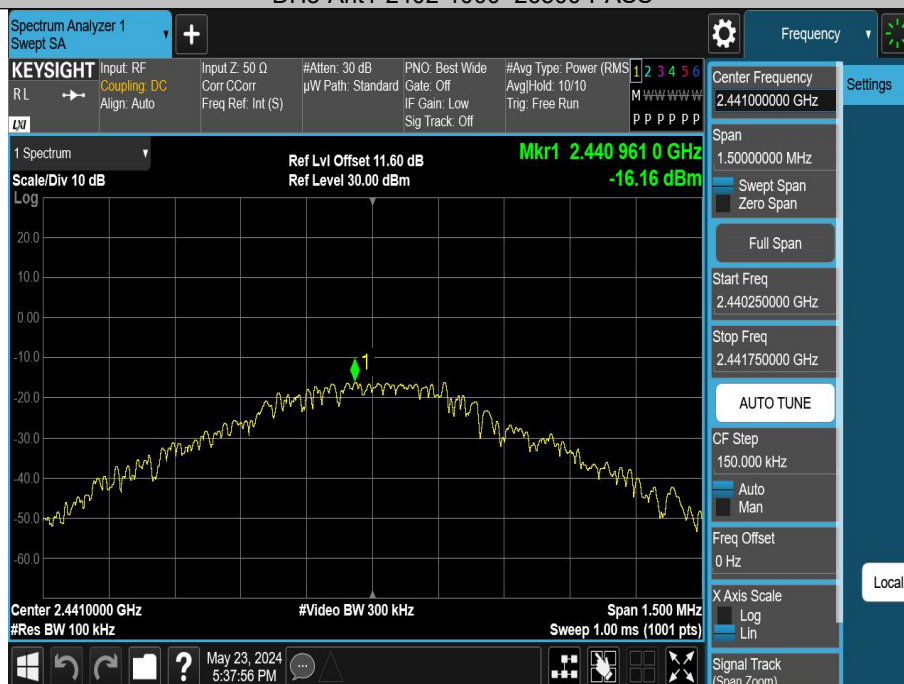 Spectrum Analyzer 1
Swept SA
Frequency
KEYSIGHT
R L
LXI
Input: RF
Coupling: DC
Align: Auto
Input Z: 50 Ω
Corr CCorr
Freq Ref: Int (S)
#Atten: 30 dB
µW Path: Standard
PNO: Best Wide
Gate: Off
IF Gain: Low
Sig Track: Off
#Avg Type: Power (RMS
Avg|Hold: 10/10
Trig: Free Run
1 2 3 4 5 6
M W W W W W
P P P P P P
1 Spectrum
Scale/Div 10 dB
Log
Ref Lvl Offset 11.60 dB
Ref Level 30.00 dBm
Mkr1 2.440 961 0 GHz
-16.16 dBm
20.0
10.0
0.00
-10.0
-20.0
-30.0
-40.0
-50.0
-60.0
1
Center 2.4410000 GHz
#Res BW 100 kHz
#Video BW 300 kHz
Span 1.500 MHz
Sweep 1.00 ms (1001 pts)
May 23, 2024
5:37:56 PM
Center Frequency
2.441000000 GHz
Span
1.50000000 MHz
Swept Span
Zero Span
Full Span
Start Freq
2.440250000 GHz
Stop Freq
2.441750000 GHz
AUTO TUNE
CF Step
150.000 kHz
Auto
Man
Freq Offset
0 Hz
X Axis Scale
Log
Lin
Signal Track
(Span Zoom)
Settings
Local